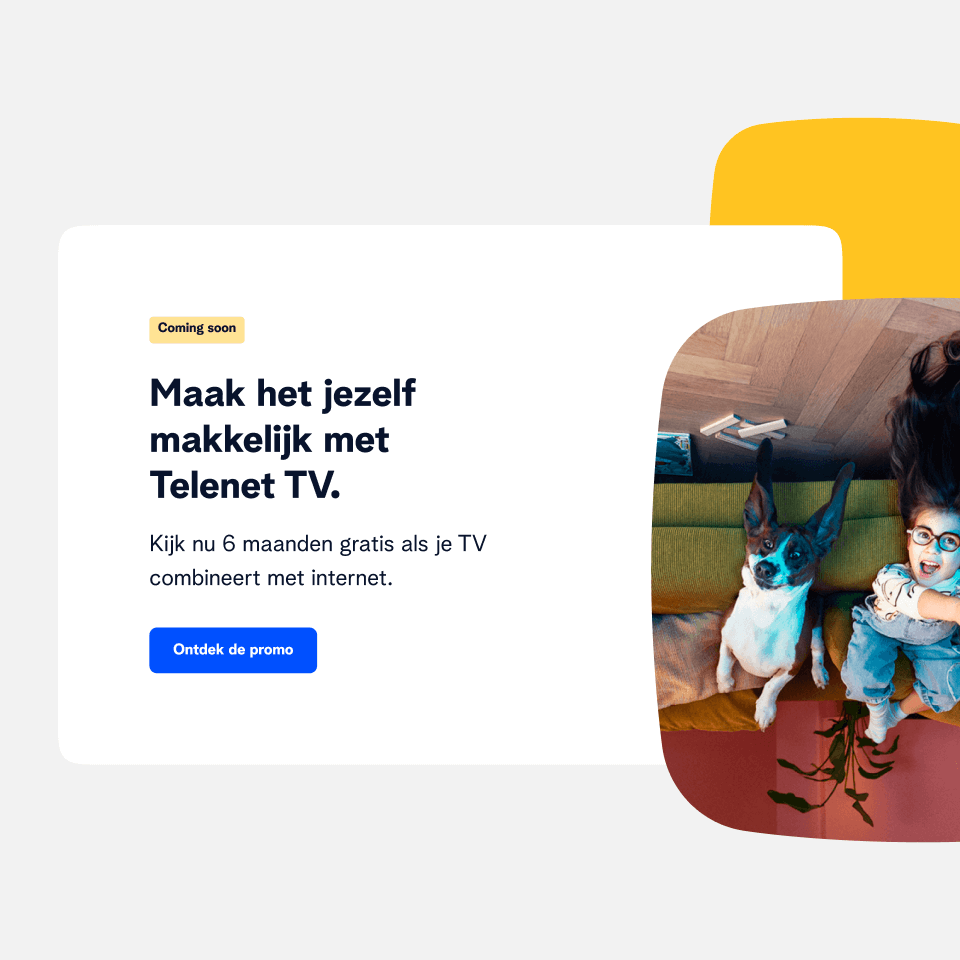 Coming soon
Maak het jezelf
makkelijk met
Telenet TV.
Kijk nu 6 maanden gratis als je TV
combineert met internet.
Ontdek de promo